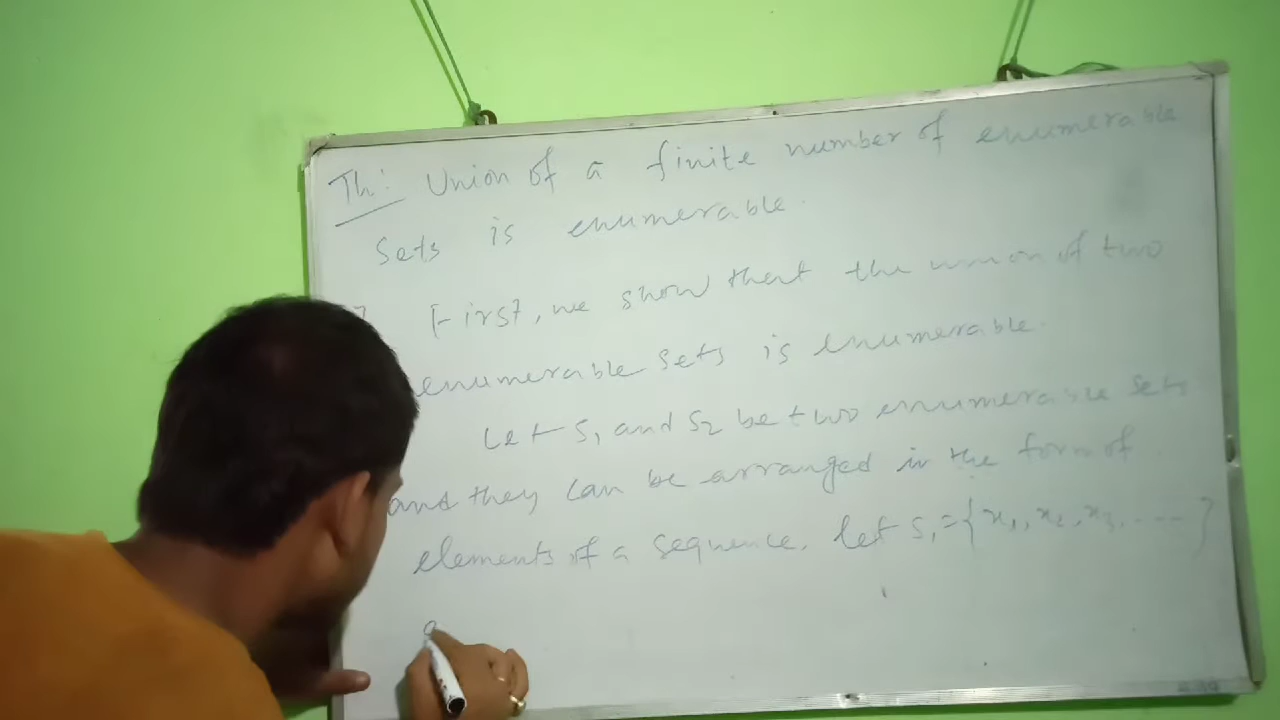 Th: Union of a finite number of enumerable
sets is enumerable.
First, we show that the union of two
enumerable sets is enumerable.
Let S₁ and S₂ be two enumerable sets
and they can be arranged in the form of
elements of a sequence. Let S₁ = {x₁, x₂, x₃, ----}
a